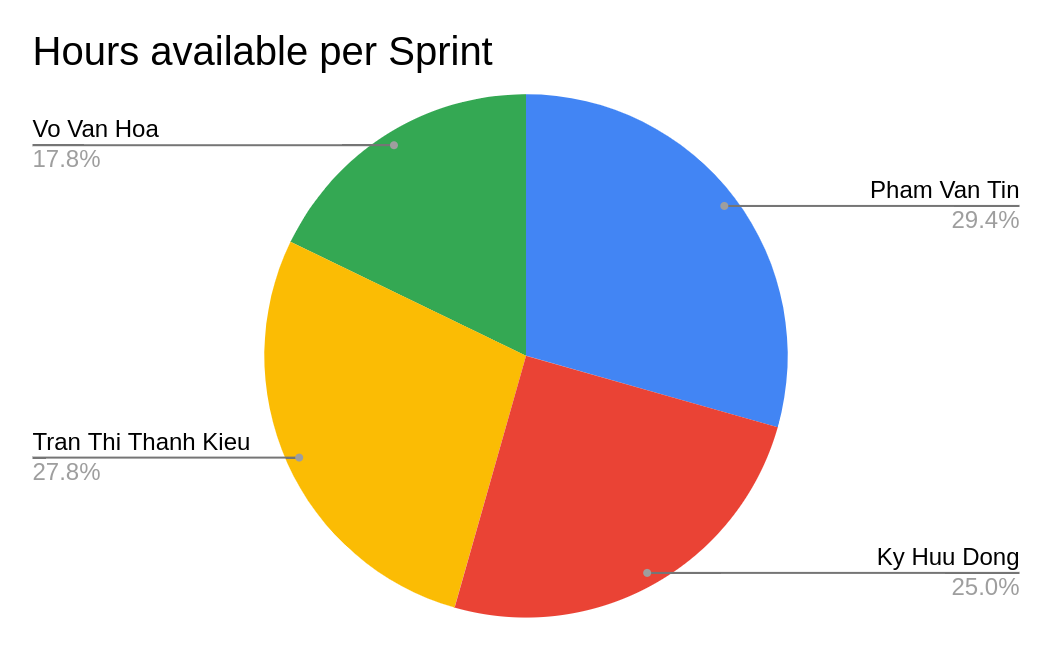 Hours available per Sprint
Vo Van Hoa
17.8%
Pham Van Tin
29.4%
Tran Thi Thanh Kieu
27.8%
Ky Huu Dong
25.0%